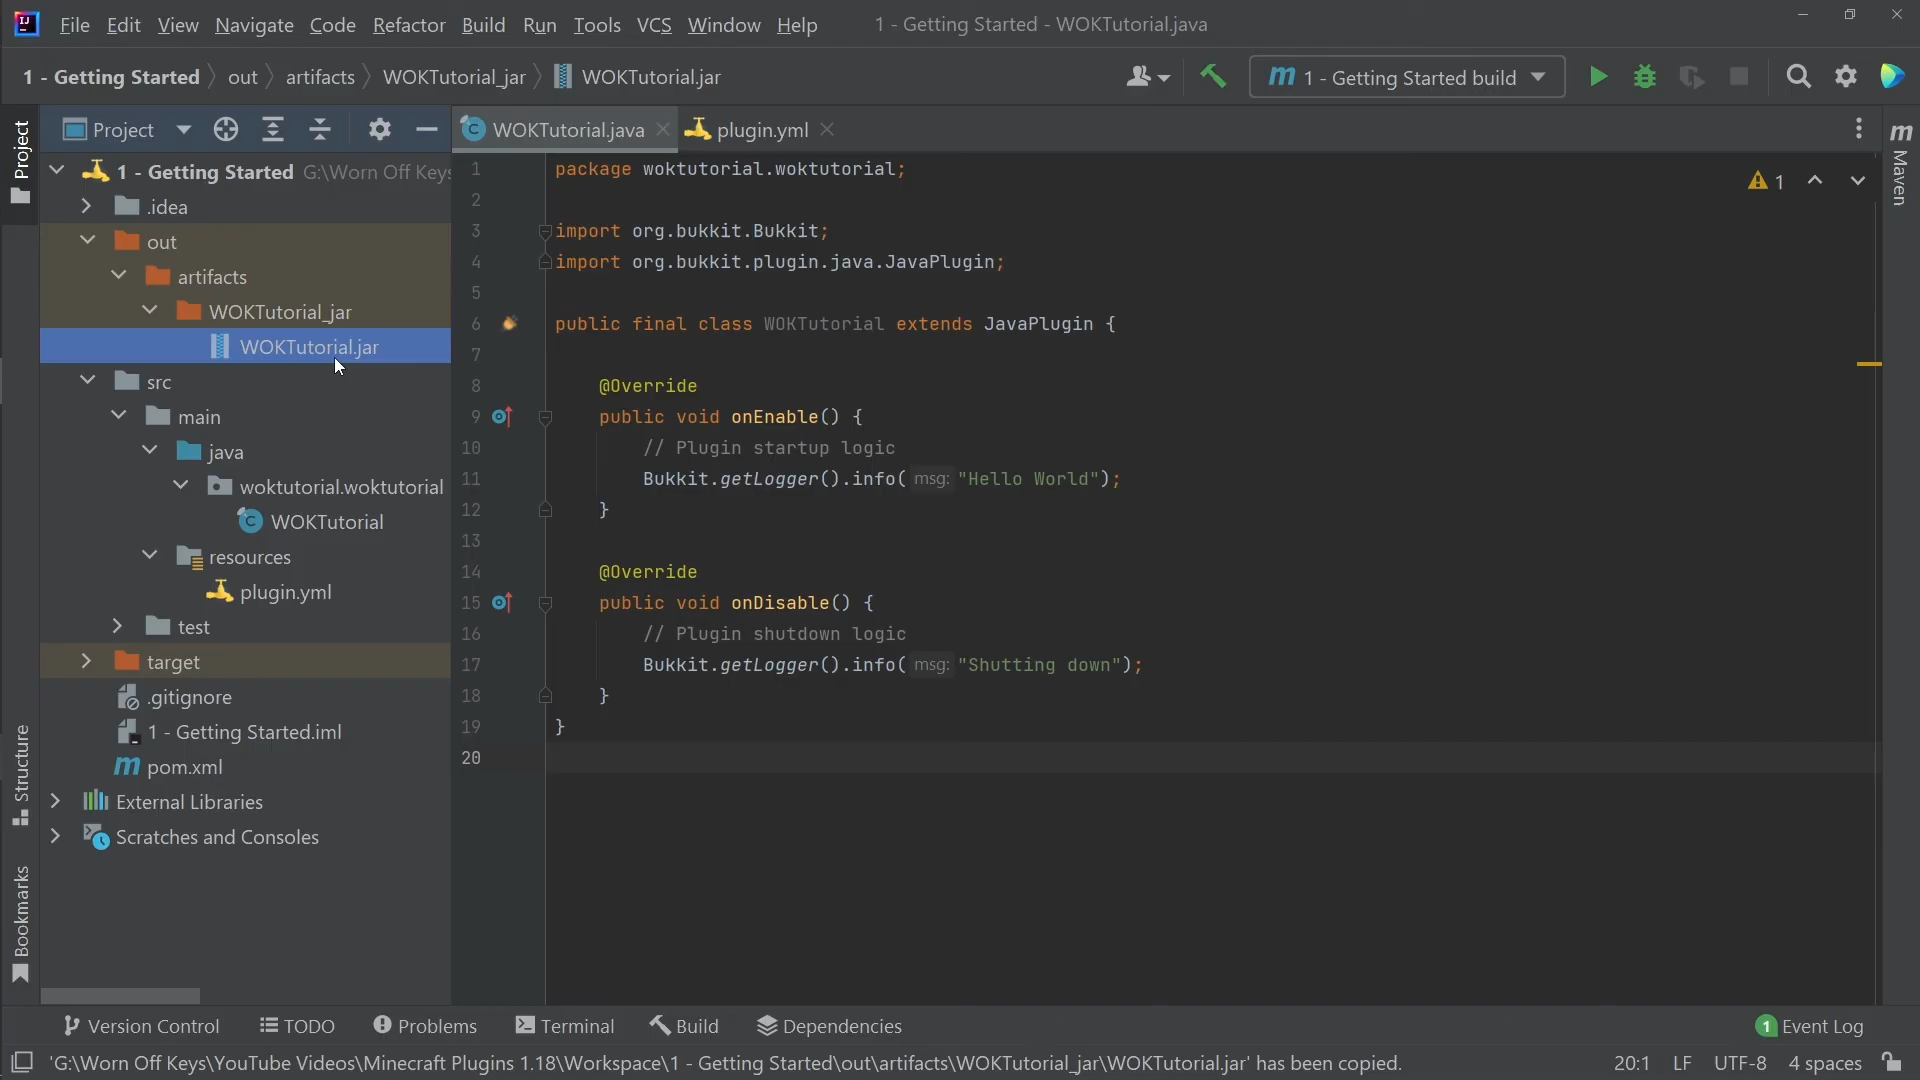 IJ File Edit View Navigate Code Refactor Build Run Tools VCS Window Help 1 - Getting Started - WOKTutorial.java
1 - Getting Started out artifacts WOKTutorial_jar WOKTutorial.jar m 1 - Getting Started build
Project
WOKTutorial.java plugin.yml
Project
1 - Getting Started G:\Worn Off Keys
.idea
out
artifacts
WOKTutorial_jar
WOKTutorial.jar
src
main
java
woktutorial.woktutorial
C WOKTutorial
resources
plugin.yml
test
target
.gitignore
1 - Getting Started.iml
m pom.xml
External Libraries
Scratches and Consoles
Structure
Bookmarks
1 package woktutorial.woktutorial;
2
3 import org.bukkit.Bukkit;
4 import org.bukkit.plugin.java.JavaPlugin;
5
6 public final class WOKTutorial extends JavaPlugin {
7
8 @Override
9 public void onEnable() {
10 // Plugin startup logic
11 Bukkit.getLogger().info( msg: "Hello World");
12 }
13
14 @Override
15 public void onDisable() {
16 // Plugin shutdown logic
17 Bukkit.getLogger().info( msg: "Shutting down");
18 }
19 }
20
1
m Maven
Version Control TODO Problems Terminal Build Dependencies 1 Event Log
'G:\Worn Off Keys\YouTube Videos\Minecraft Plugins 1.18\Workspace\1 - Getting Started\out\artifacts\WOKTutorial_jar\WOKTutorial.jar' has been copied. 20:1 LF UTF-8 4 spaces